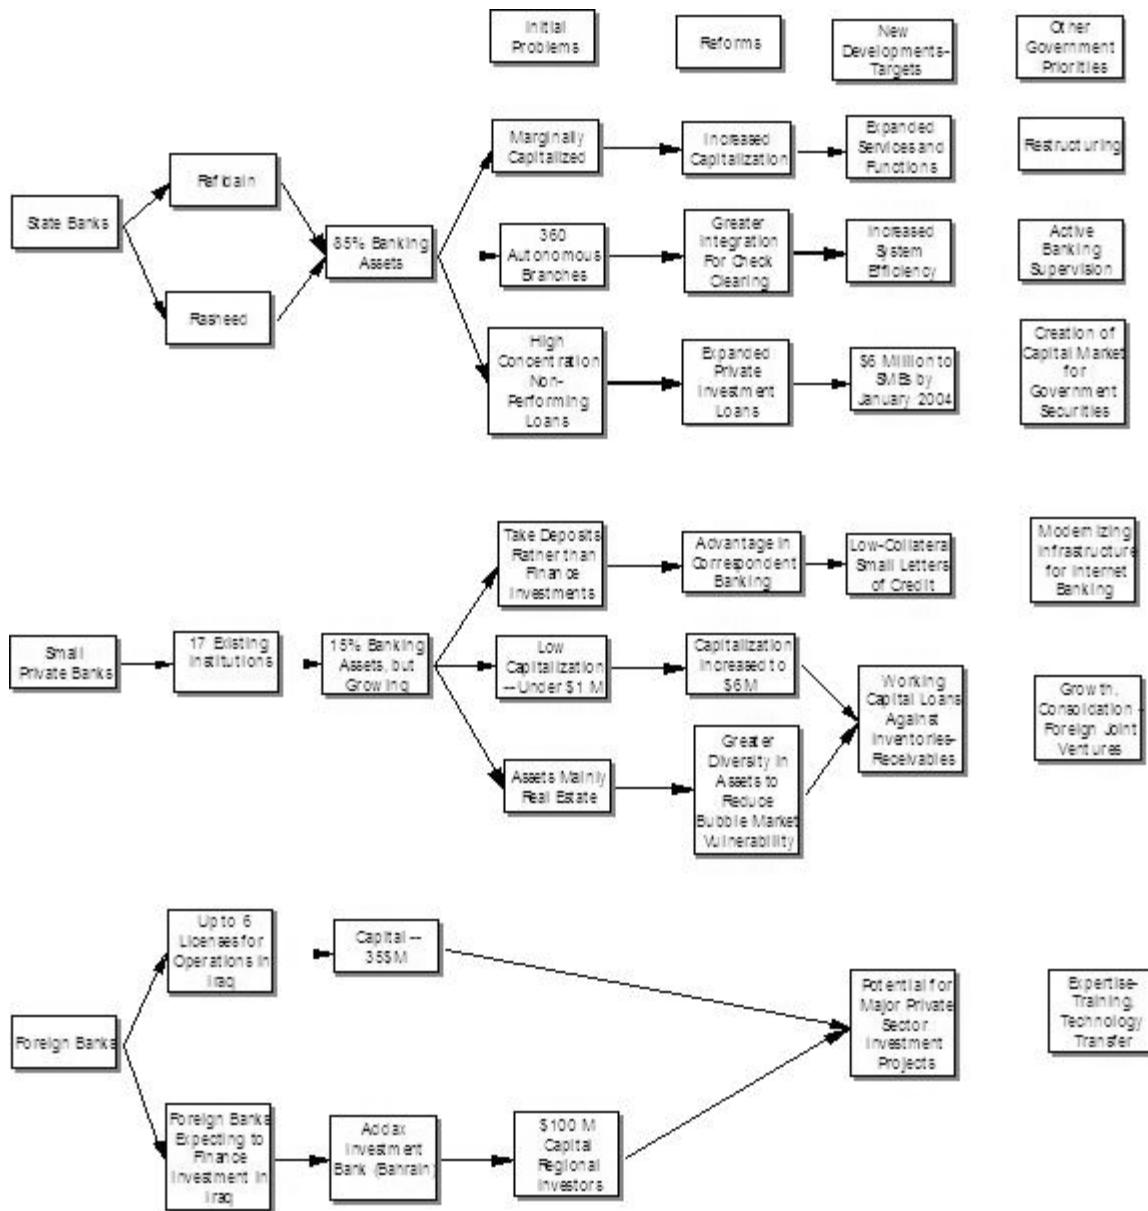 Initial
Problems
Reforms
New
Developments-
Targets
Other
Government
Priorities
State Banks
Rafidain
Rasheed
85% Banking
Assets
Marginally
Capitalized
Increased
Capitalization
Expanded
Services and
Functions
Restructuring
360
Autonomous
Branches
Greater
Integration
For Check
Clearing
Increased
System
Efficiency
Active
Banking
Supervision
High
Concentration
Non-
Performing
Loans
Expanded
Private
Investment
Loans
$6 Million to
SMEs by
January 2004
Creation of
Capital Market
for
Government
Securities
Small
Private Banks
17 Existing
Institutions
15% Banking
Assets, but
Growing
Take Deposits
Rather than
Finance
Investments
Advantage in
Correspondent
Banking
Low-Collateral
Small Letters
of Credit
Modernizing
Infrastructure
for Internet
Banking
Low
Capitalization
-- Under $1 M
Capitalization
Increased to
$6M
Assets Mainly
Real Estate
Greater
Diversity in
Assets to
Reduce
Bubble Market
Vulnerability
Working
Capital Loans
Against
Inventories-
Receivables
Growth,
Consolidation -
Foreign Joint
Ventures
Foreign Banks
Up to 6
Licenses for
Operations in
Iraq
Capital --
35$M
Foreign Banks
Expecting to
Finance
Investment in
Iraq
Addax
Investment
Bank (Bahrain)
$100 M
Capital
Regional
Investors
Potential for
Major Private
Sector
Investment
Projects
Expertise-
Training,
Technology
Transfer